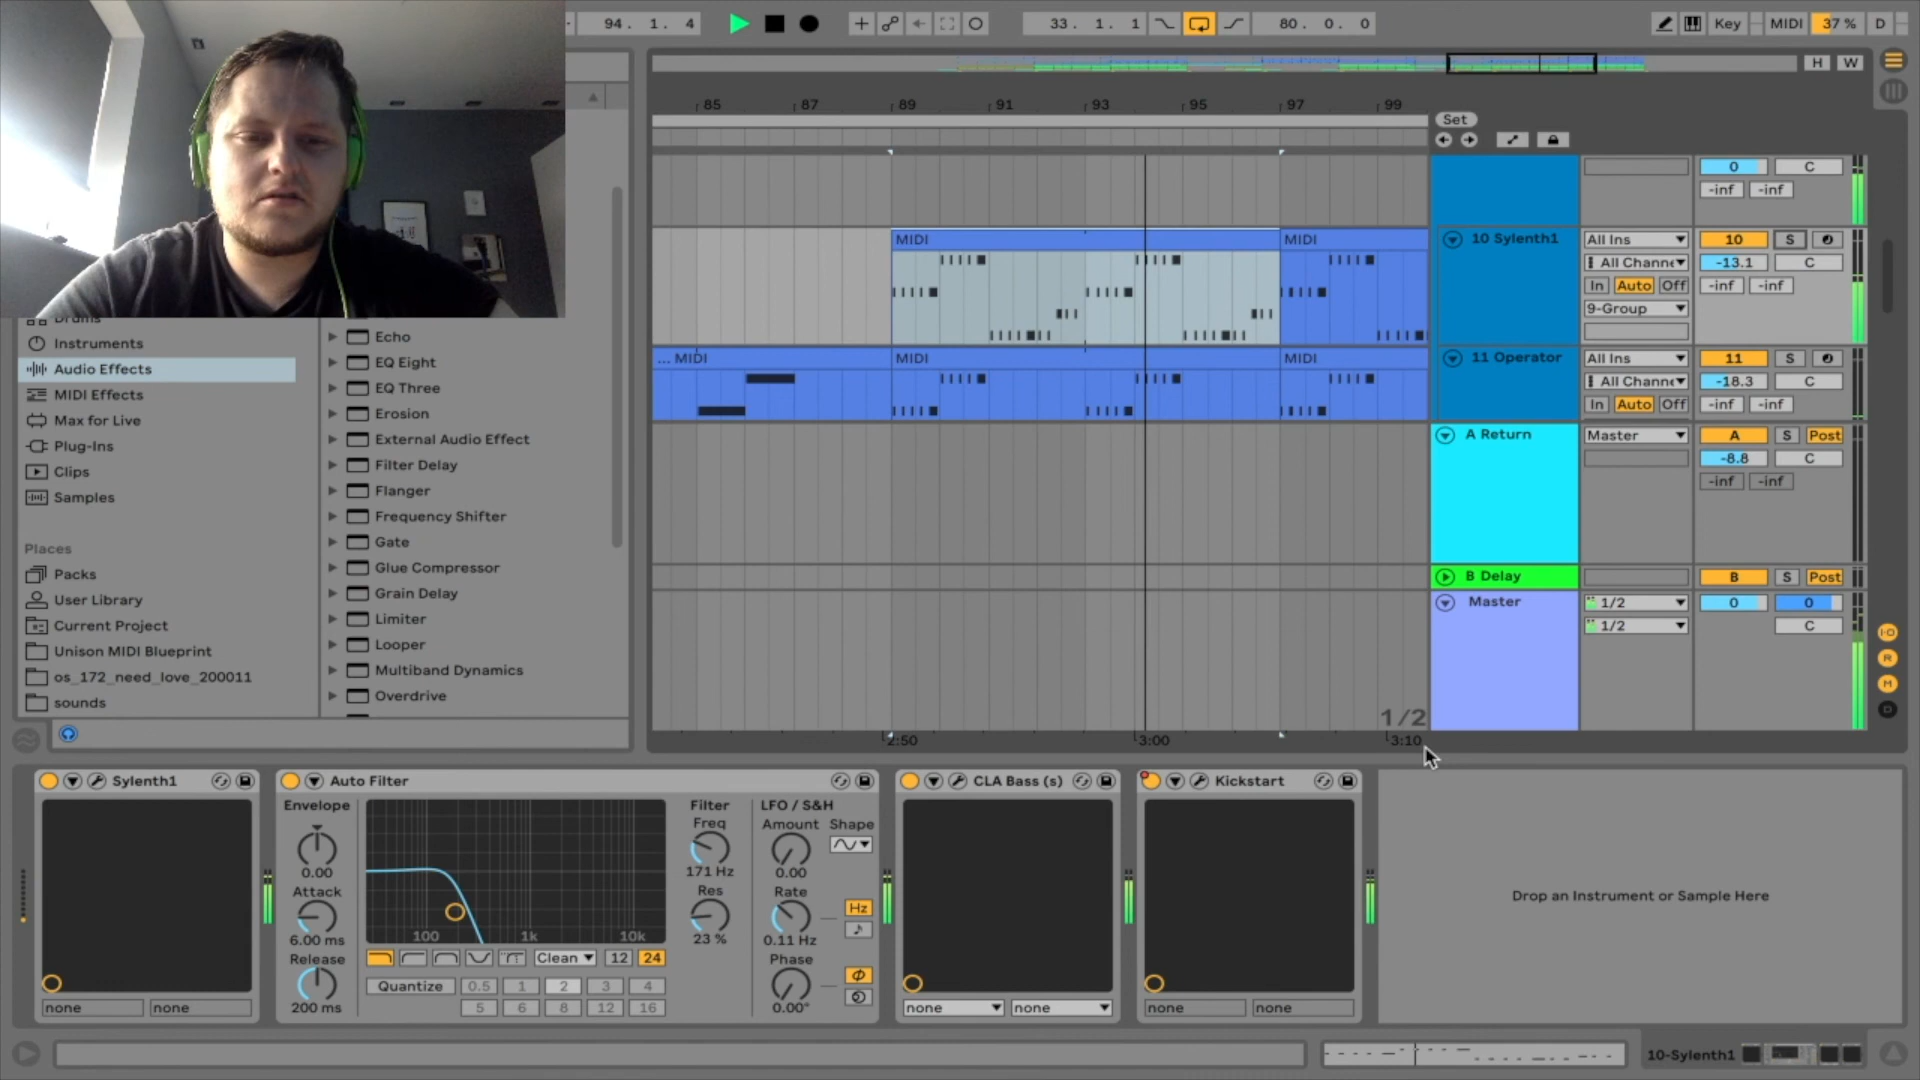 94. 1. 4
33. 1. 1
80. 0. 0
Key
MIDI
37 %
D
H
W
85
87
89
91
93
95
97
99
Set
0
C
-inf
-inf
MIDI
MIDI
10 Sylenth1
All Ins
10
S
All Channe
-13.1
C
In
Auto
Off
-inf
-inf
9-Group
... MIDI
MIDI
MIDI
11 Operator
All Ins
11
S
All Channe
-18.3
C
In
Auto
Off
-inf
-inf
A Return
Master
A
S
Post
-8.8
C
-inf
-inf
B Delay
B
S
Post
Master
1/2
0
0
1/2
C
1/2
2:50
3:00
3:10
Drums
Instruments
Audio Effects
MIDI Effects
Max for Live
Plug-Ins
Clips
Samples
Places
Packs
User Library
Current Project
Unison MIDI Blueprint
os_172_need_love_200011
sounds
Echo
EQ Eight
EQ Three
Erosion
External Audio Effect
Filter Delay
Flanger
Frequency Shifter
Gate
Glue Compressor
Grain Delay
Limiter
Looper
Multiband Dynamics
Overdrive
I·O
R
M
D
Sylenth1
none
none
Auto Filter
Envelope
0.00
Attack
6.00 ms
Release
200 ms
100
1k
10k
Clean
12
24
Quantize
0.5
1
2
3
4
5
6
8
12
16
Filter
Freq
171 Hz
Res
23 %
LFO / S&H
Amount
Shape
0.00
Rate
Hz
0.11 Hz
Phase
0.00°
CLA Bass (s)
none
none
Kickstart
none
none
Drop an Instrument or Sample Here
10-Sylenth1